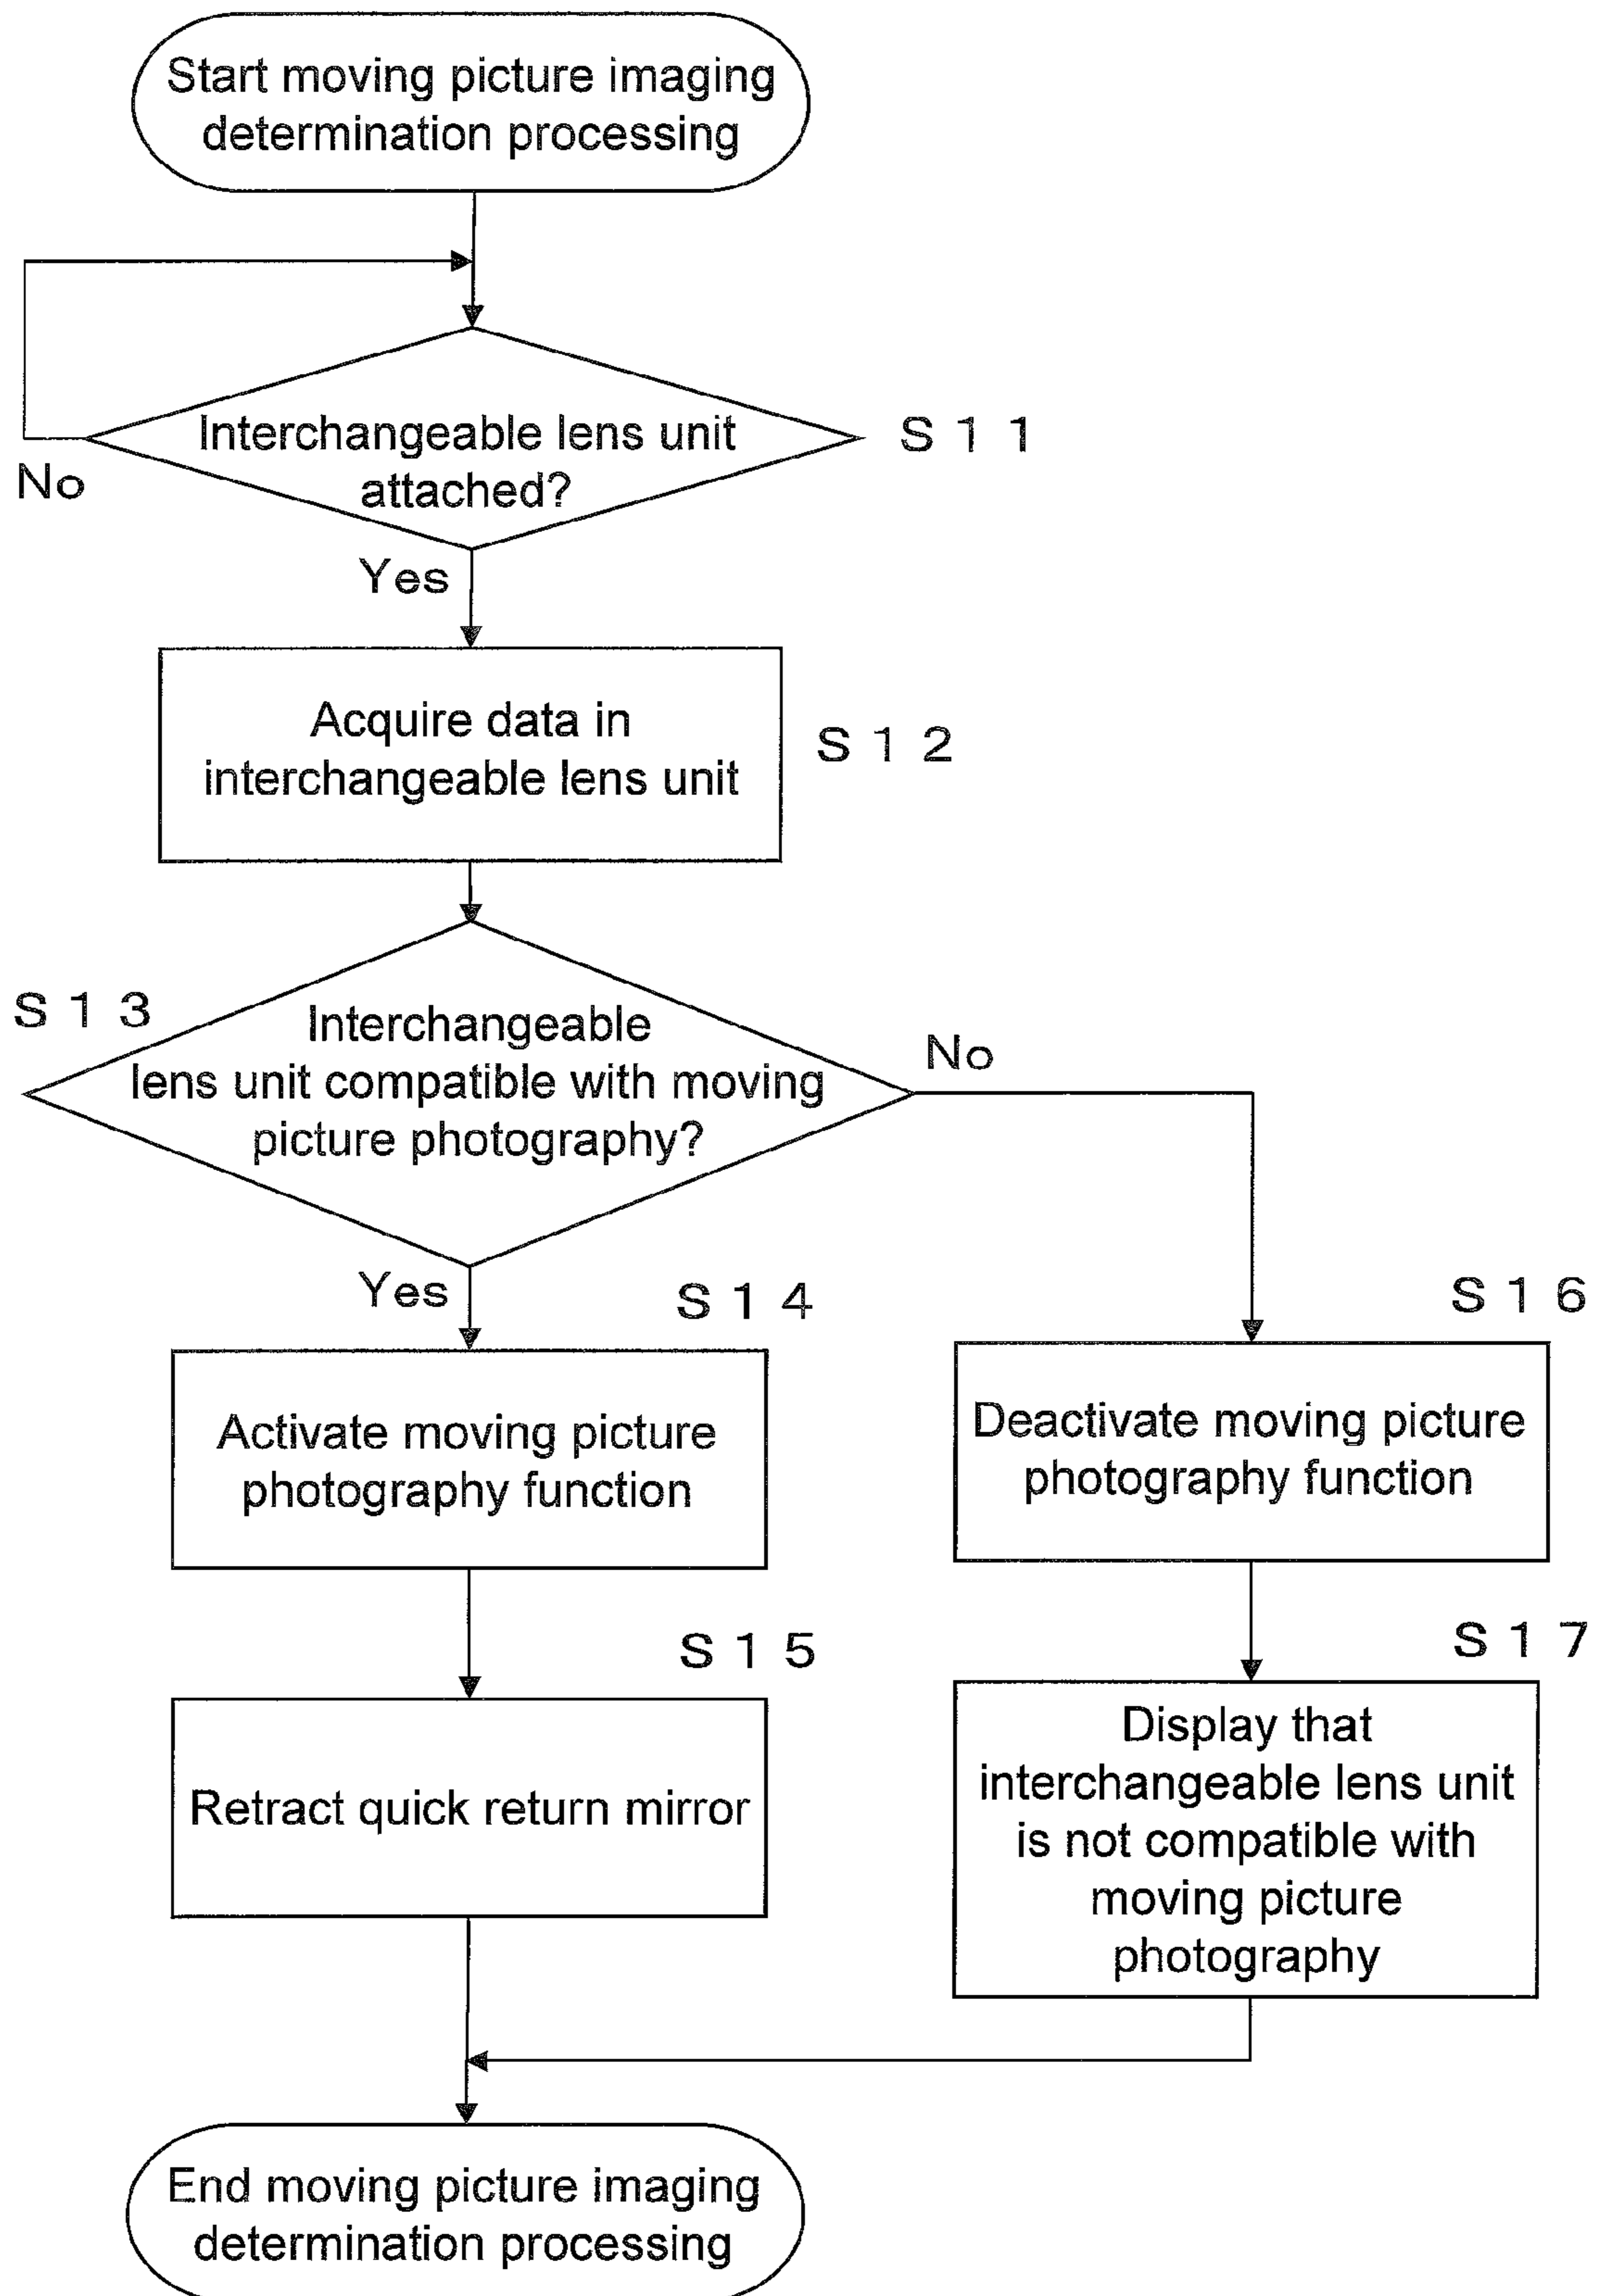 Start moving picture imaging
determination processing
Interchangeable lens unit
attached?
S 1 1
No
Yes
Acquire data in
interchangeable lens unit
S 1 2
S 1 3
Interchangeable
lens unit compatible with moving
picture photography?
No
Yes
S 1 4
Activate moving picture
photography function
S 1 5
Retract quick return mirror
S 1 6
Deactivate moving picture
photography function
S 1 7
Display that
interchangeable lens unit
is not compatible with
moving picture
photography
End moving picture imaging
determination processing